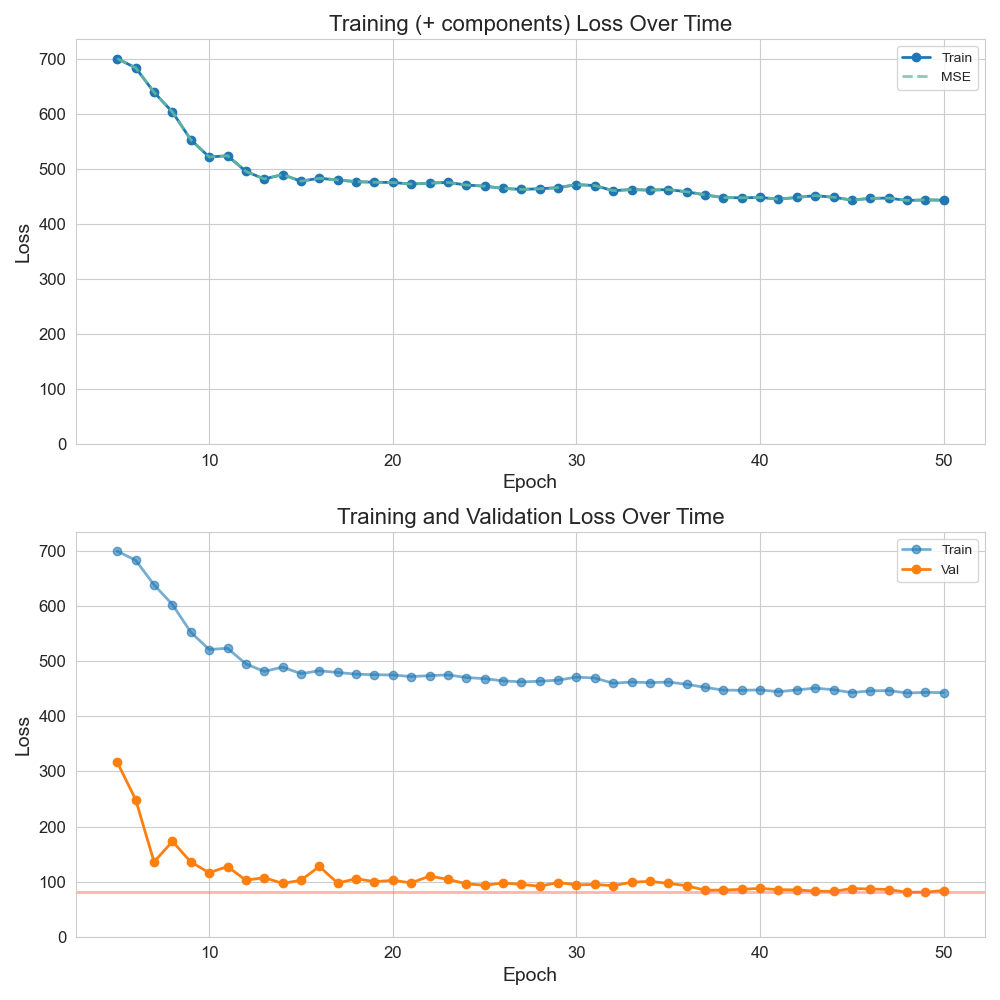 Training (+ components) Loss Over Time
Train
MSE
Loss
700
600
500
400
300
200
100
0
10 20 30 40 50
Epoch
Training and Validation Loss Over Time
Train
Val
Loss
700
600
500
400
300
200
100
0
10 20 30 40 50
Epoch